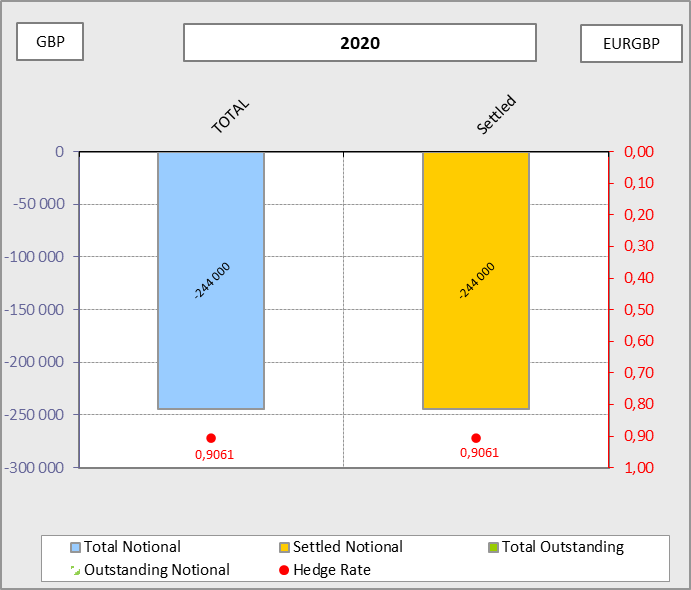 GBP
2020
EURGBP
TOTAL
Settled
0
0,00
0,10
-50 000
0,20
0,30
-100 000
0,40
-244 000
-244 000
-150 000
0,50
0,60
-200 000
0,70
-250 000
0,80
0,90
0,9061
0,9061
-300 000
1,00
Total Notional
Settled Notional
Total Outstanding
Outstanding Notional
Hedge Rate